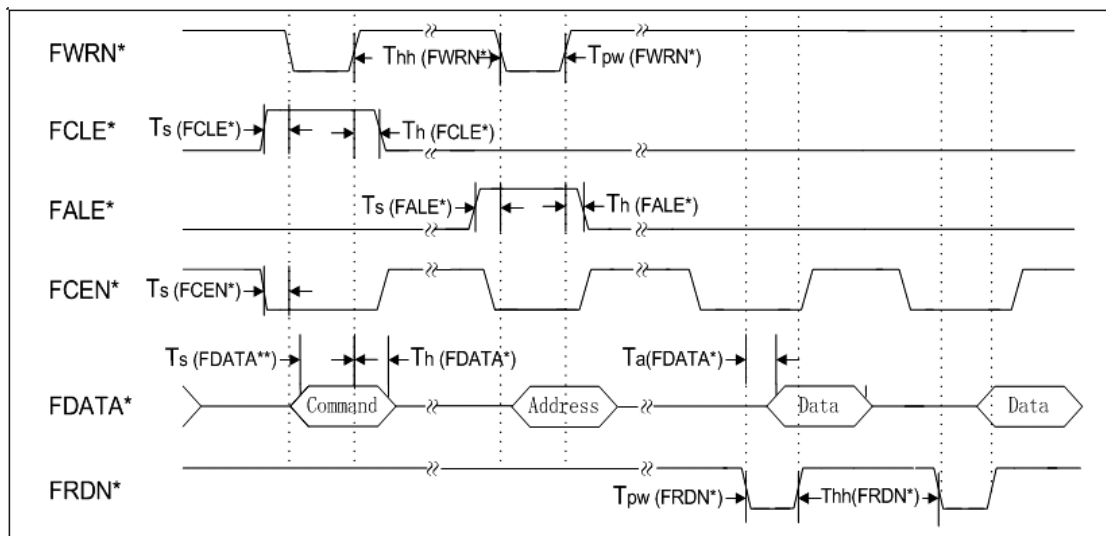 FWRN*
Thh (FWRN*)
Tpw (FWRN*)
FCLE*
Ts (FCLE*)
Th (FCLE*)
FALE*
Ts (FALE*)
Th (FALE*)
FCEN*
Ts (FCEN*)
Ts (FDATA**)
Th (FDATA*)
Ta(FDATA*)
FDATA*
Command
Address
Data
Data
FRDN*
Tpw (FRDN*)
Thh(FRDN*)